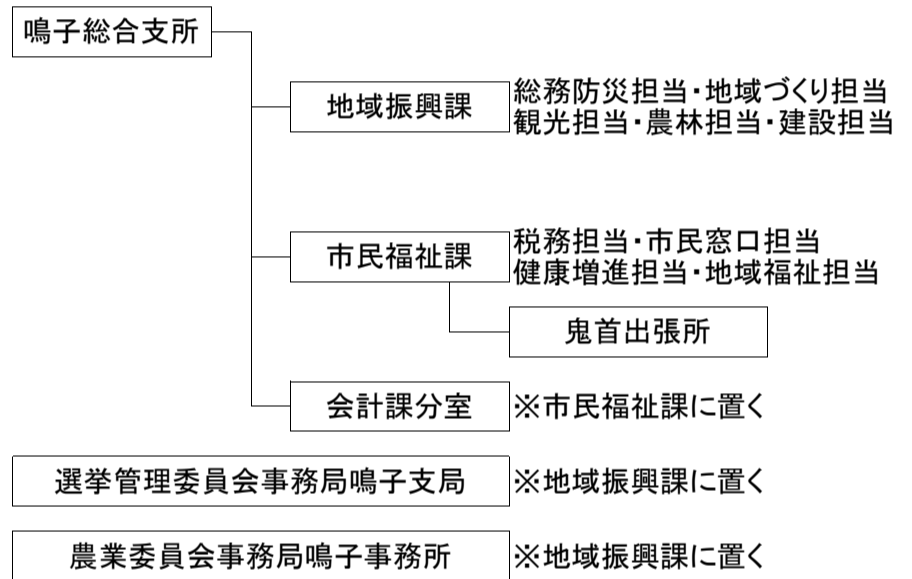 鳴子総合支所
地域振興課
総務防災担当・地域づくり担当
観光担当・農林担当・建設担当
市民福祉課
税務担当・市民窓口担当
健康増進担当・地域福祉担当
鬼首出張所
会計課分室
※市民福祉課に置く
選挙管理委員会事務局鳴子支局
※地域振興課に置く
農業委員会事務局鳴子事務所
※地域振興課に置く